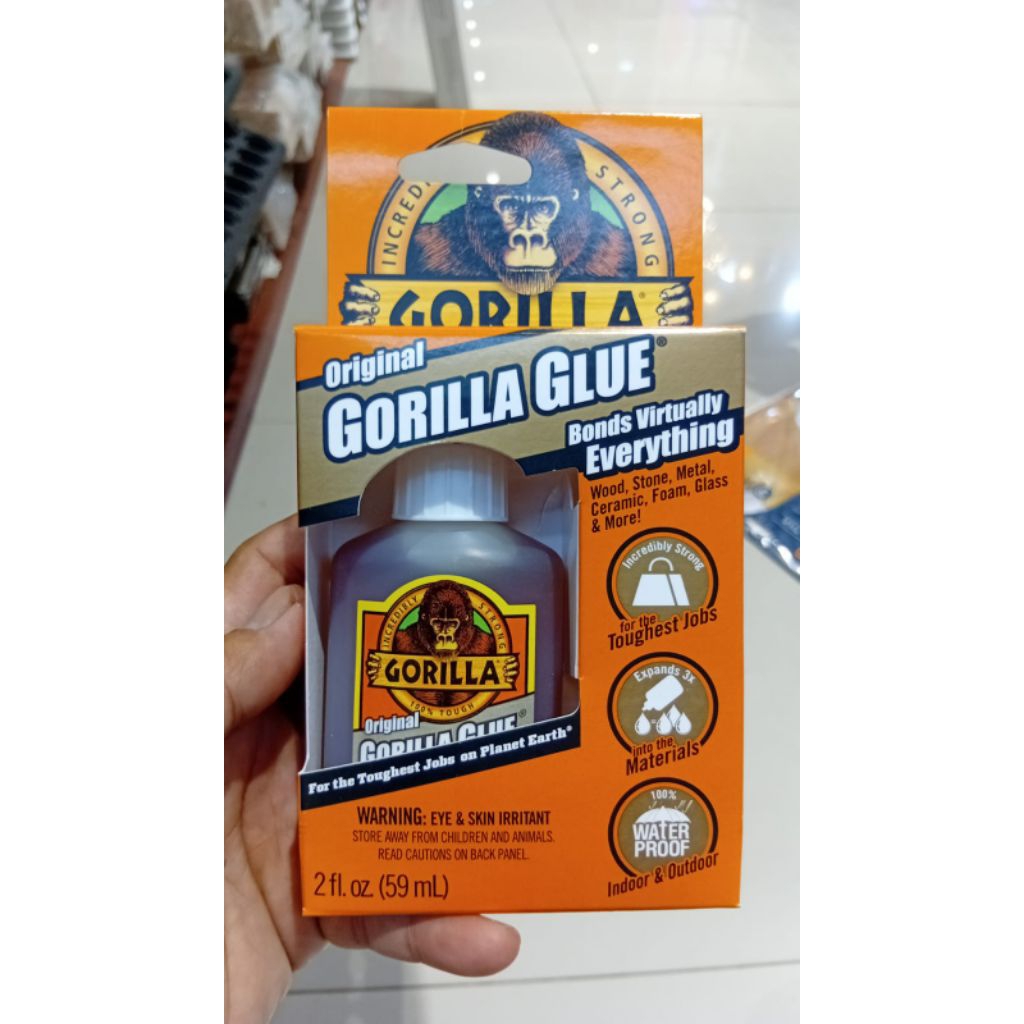 INCREDI
STRONG
GORILLA®
Original
GORILLA GLUE®
Bonds Virtually
Everything
Wood, Stone, Metal,
Ceramic, Foam, Glass
& More!
Incredibly Strong
for the
Toughest Jobs
INCREDIBLY STRONG
GORILLA
100% TOUGH
Expands 3x
into the
Materials
Original
GORILLA GLUE®
For the Toughest Jobs on Planet Earth®
100%
WATER
PROOF
Indoor & Outdoor
WARNING: EYE & SKIN IRRITANT
STORE AWAY FROM CHILDREN AND ANIMALS.
READ CAUTIONS ON BACK PANEL.
2 fl. oz. (59 mL)